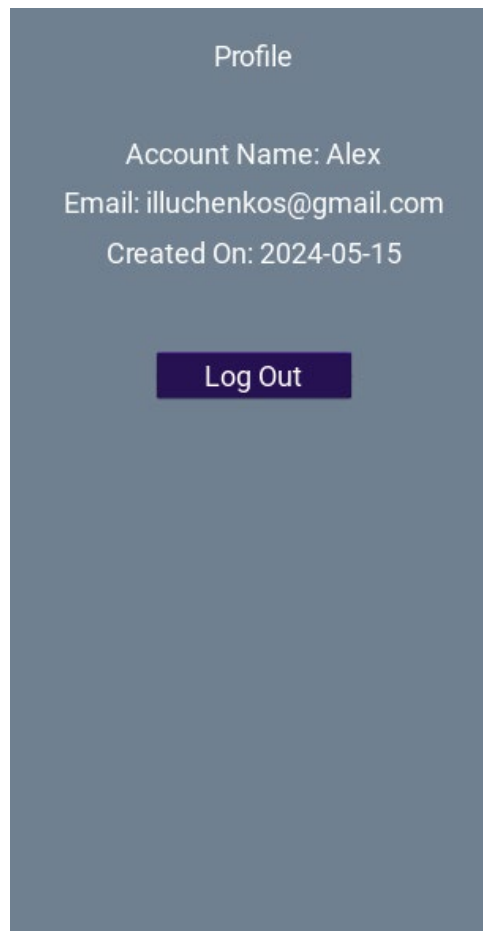 Profile
Account Name: Alex
Email: illuchenkos@gmail.com
Created On: 2024-05-15
Log Out